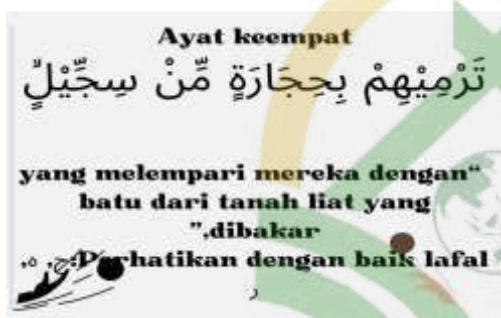 Ayat keempat
تَرْمِيْهِمْ بِحِجَارَةٍ مِّنْ سِجِّيْلٍۙ
yang melempari mereka dengan“
batu dari tanah liat yang
”.dibakar
Perhatikan dengan baik lafal: ج, ه,
ر